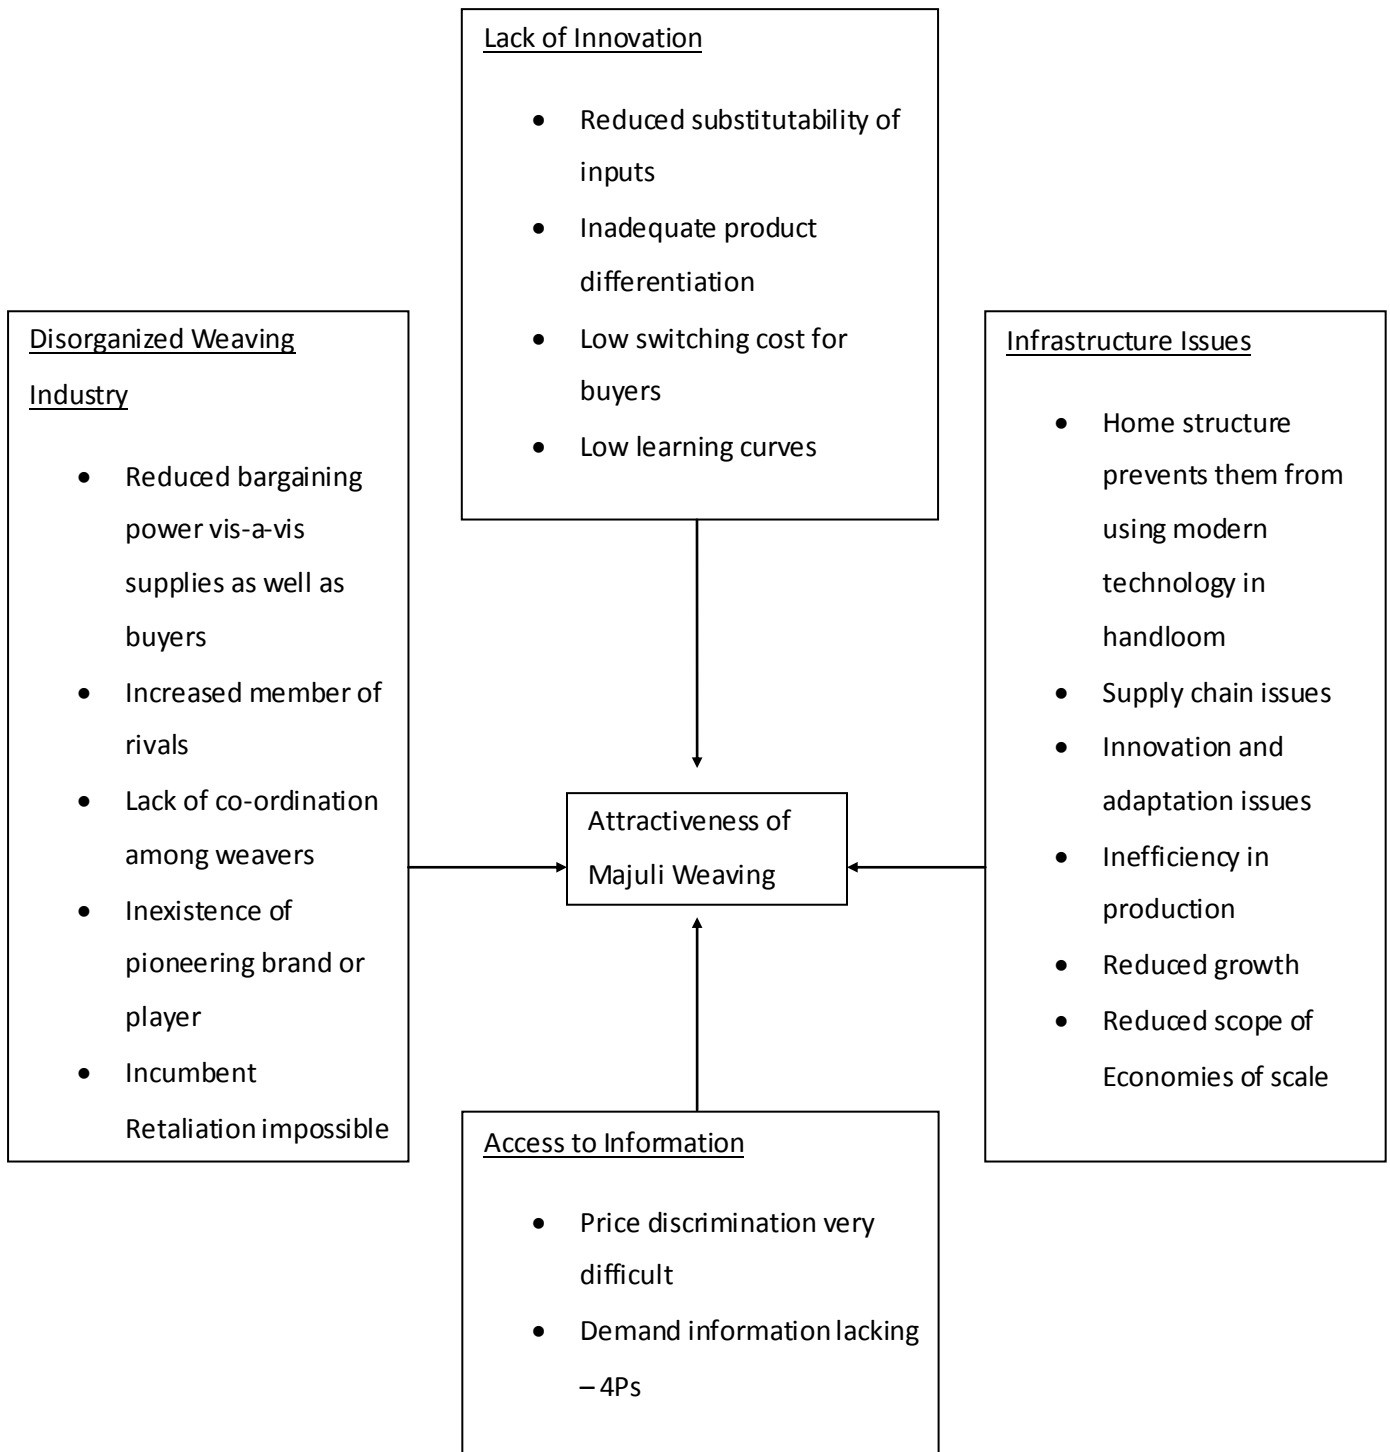 Lack of Innovation
• Reduced substitutability of
inputs
• Inadequate product
differentiation
• Low switching cost for
buyers
• Low learning curves
Disorganized Weaving
Industry
• Reduced bargaining
power vis-a-vis
supplies as well as
buyers
• Increased member of
rivals
• Lack of co-ordination
among weavers
• Inexistence of
pioneering brand or
player
• Incumbent
Retaliation impossible
Attractiveness of
Majuli Weaving
Infrastructure Issues
• Home structure
prevents them from
using modern
technology in
handloom
• Supply chain issues
• Innovation and
adaptation issues
• Inefficiency in
production
• Reduced growth
• Reduced scope of
Economies of scale
Access to Information
• Price discrimination very
difficult
• Demand information lacking
– 4Ps